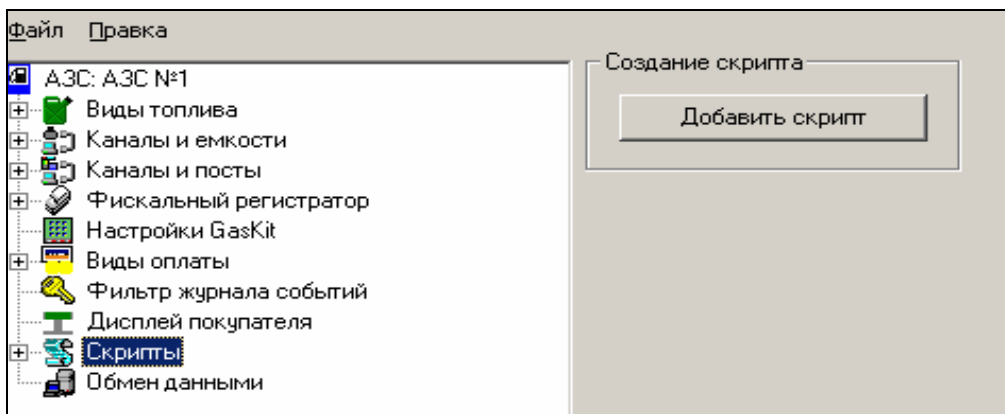 Файл Правка
АЗС: АЗС №1
Виды топлива
Каналы и емкости
Каналы и посты
Фискальный регистратор
Настройки GasKit
Виды оплаты
Фильтр журнала событий
Дисплей покупателя
Скрипты
Обмен данными
Создание скрипта
Добавить скрипт